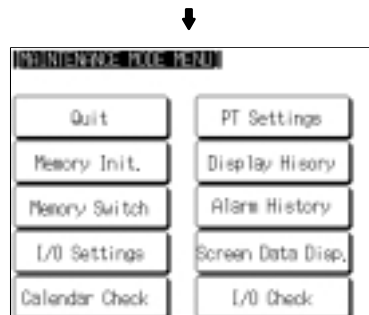 [MAINTENANCE MODE MENU]
Quit
PT Settings
Memory Init.
Display Hisory
Memory Switch
Alarm History
I/O Settings
Screen Data Disp.
Calendar Check
I/O Check